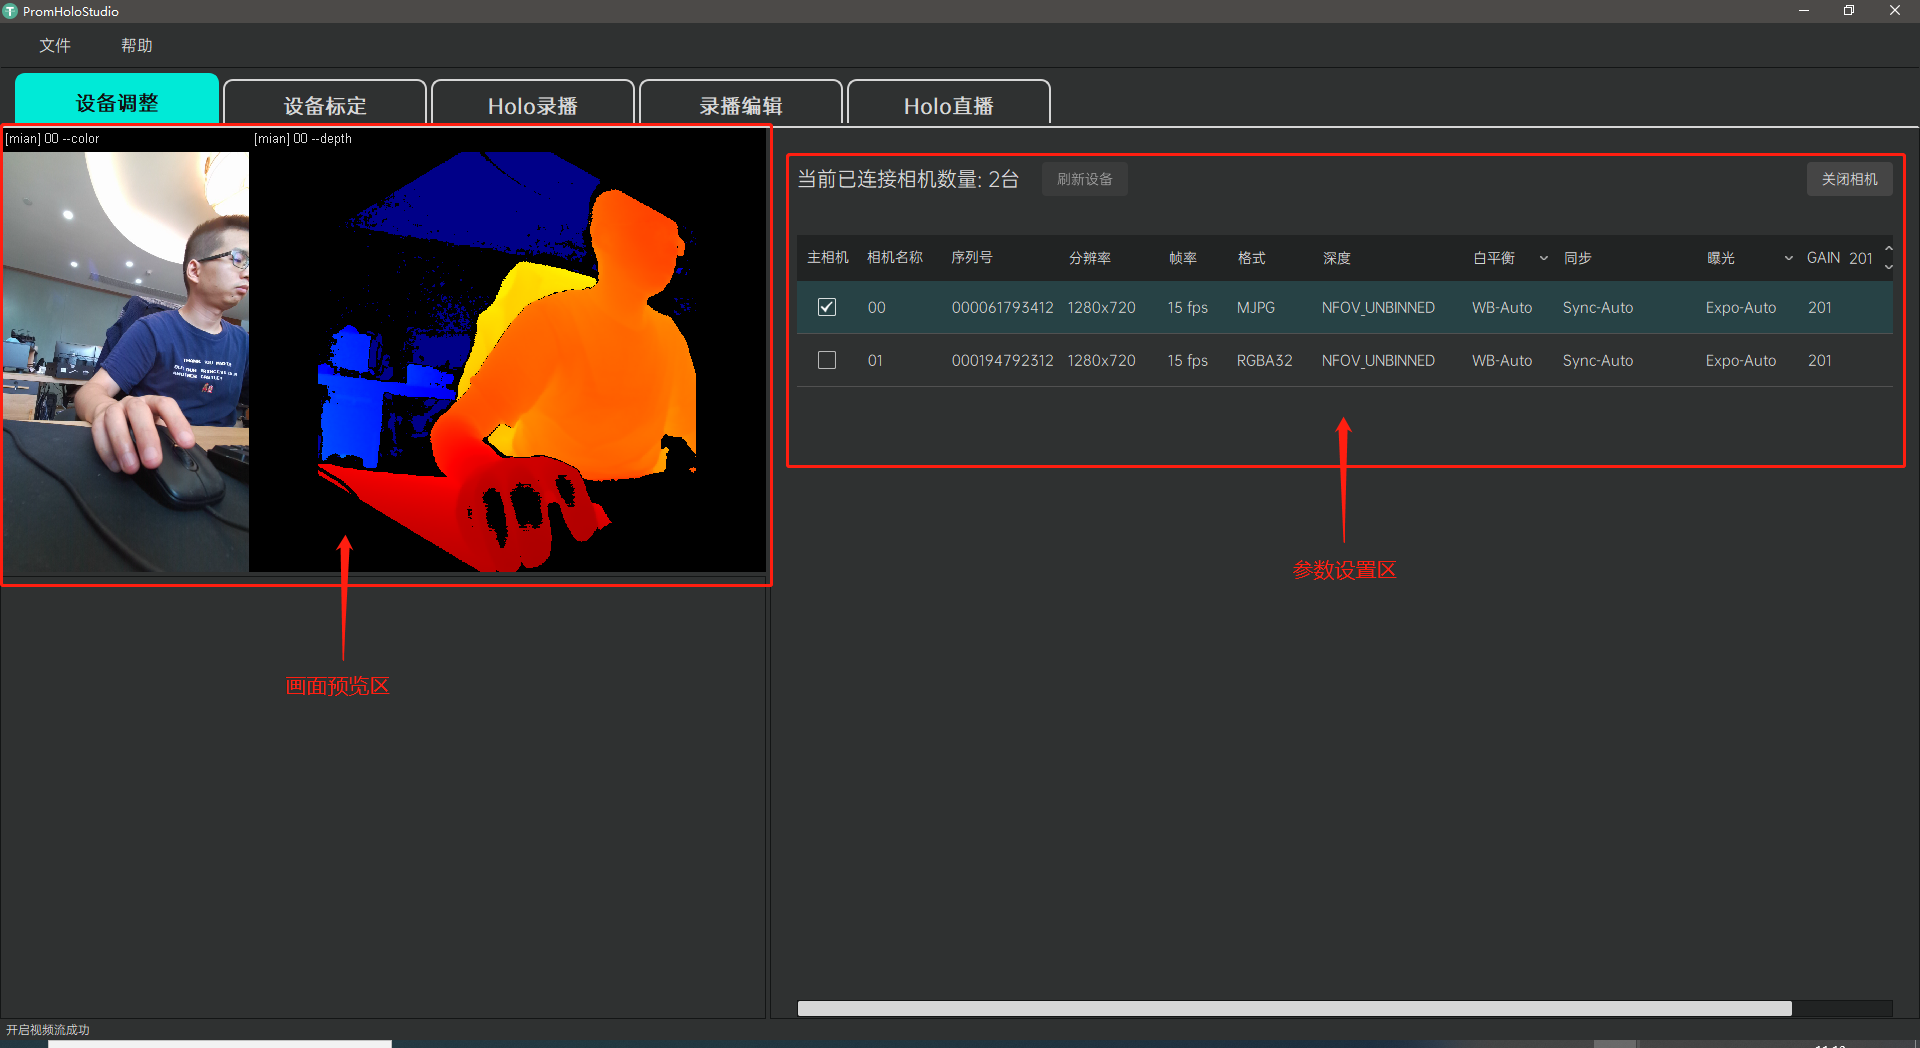 PromHoloStudio
文件 帮助
设备调整 设备标定 Holo录播 录播编辑 Holo直播
[mian] 00 --color [mian] 00 --depth
当前已连接相机数量: 2台 刷新设备 关闭相机
主相机 相机名称 序列号 分辨率 帧率 格式 深度 白平衡 同步 曝光 GAIN 201
00 000061793412 1280x720 15 fps MJPG NFOV_UNBINNED WB-Auto Sync-Auto Expo-Auto 201
01 000194792312 1280x720 15 fps RGBA32 NFOV_UNBINNED WB-Auto Sync-Auto Expo-Auto 201
参数设置区
画面预览区
开启视频流成功